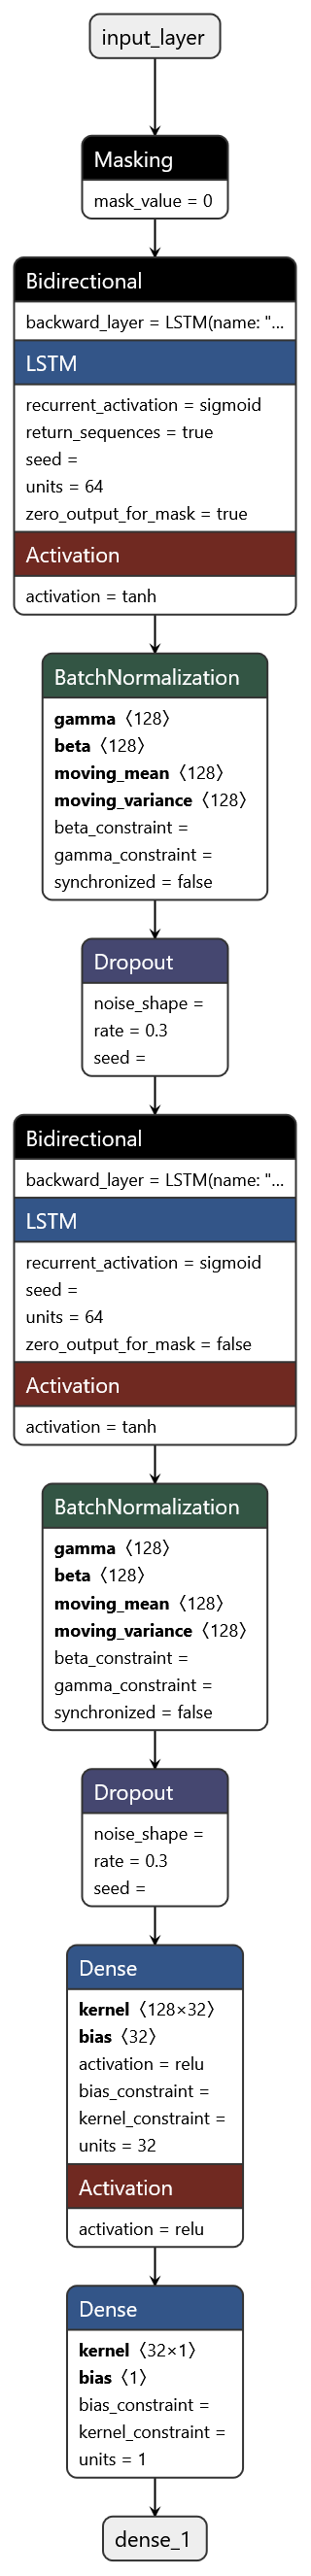 input_layer
Masking
mask_value = 0
Bidirectional
backward_layer = LSTM(name: "...
LSTM
recurrent_activation = sigmoid
return_sequences = true
seed =
units = 64
zero_output_for_mask = true
Activation
activation = tanh
BatchNormalization
gamma〈128〉
beta〈128〉
moving_mean〈128〉
moving_variance〈128〉
beta_constraint =
gamma_constraint =
synchronized = false
Dropout
noise_shape =
rate = 0.3
seed =
Bidirectional
backward_layer = LSTM(name: "...
LSTM
recurrent_activation = sigmoid
seed =
units = 64
zero_output_for_mask = false
Activation
activation = tanh
BatchNormalization
gamma〈128〉
beta〈128〉
moving_mean〈128〉
moving_variance〈128〉
beta_constraint =
gamma_constraint =
synchronized = false
Dropout
noise_shape =
rate = 0.3
seed =
Dense
kernel〈128×32〉
bias〈32〉
activation = relu
bias_constraint =
kernel_constraint =
units = 32
Activation
activation = relu
Dense
kernel〈32×1〉
bias〈1〉
bias_constraint =
kernel_constraint =
units = 1
dense_1